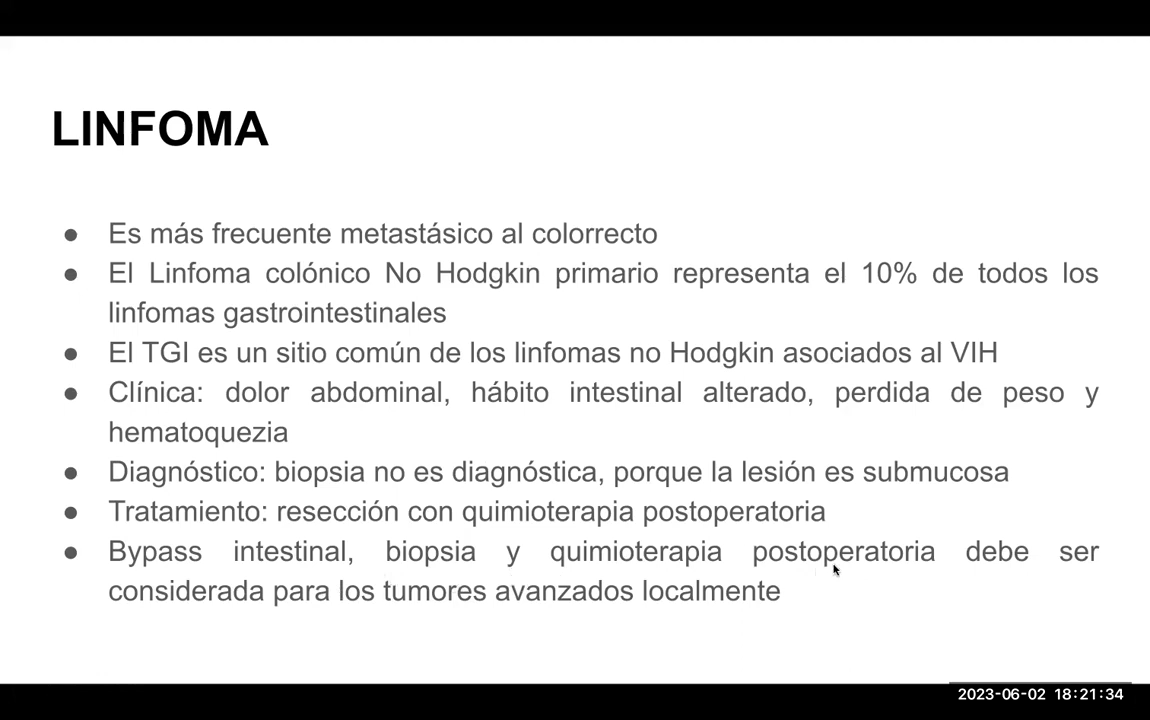 LINFOMA
● Es más frecuente metastásico al colorrecto
● El Linfoma colónico No Hodgkin primario representa el 10% de todos los
linfomas gastrointestinales
● El TGI es un sitio común de los linfomas no Hodgkin asociados al VIH
● Clínica: dolor abdominal, hábito intestinal alterado, perdida de peso y
hematoquezia
● Diagnóstico: biopsia no es diagnóstica, porque la lesión es submucosa
● Tratamiento: resección con quimioterapia postoperatoria
● Bypass intestinal, biopsia y quimioterapia postoperatoria debe ser
considerada para los tumores avanzados localmente
2023-06-02 18:21:34